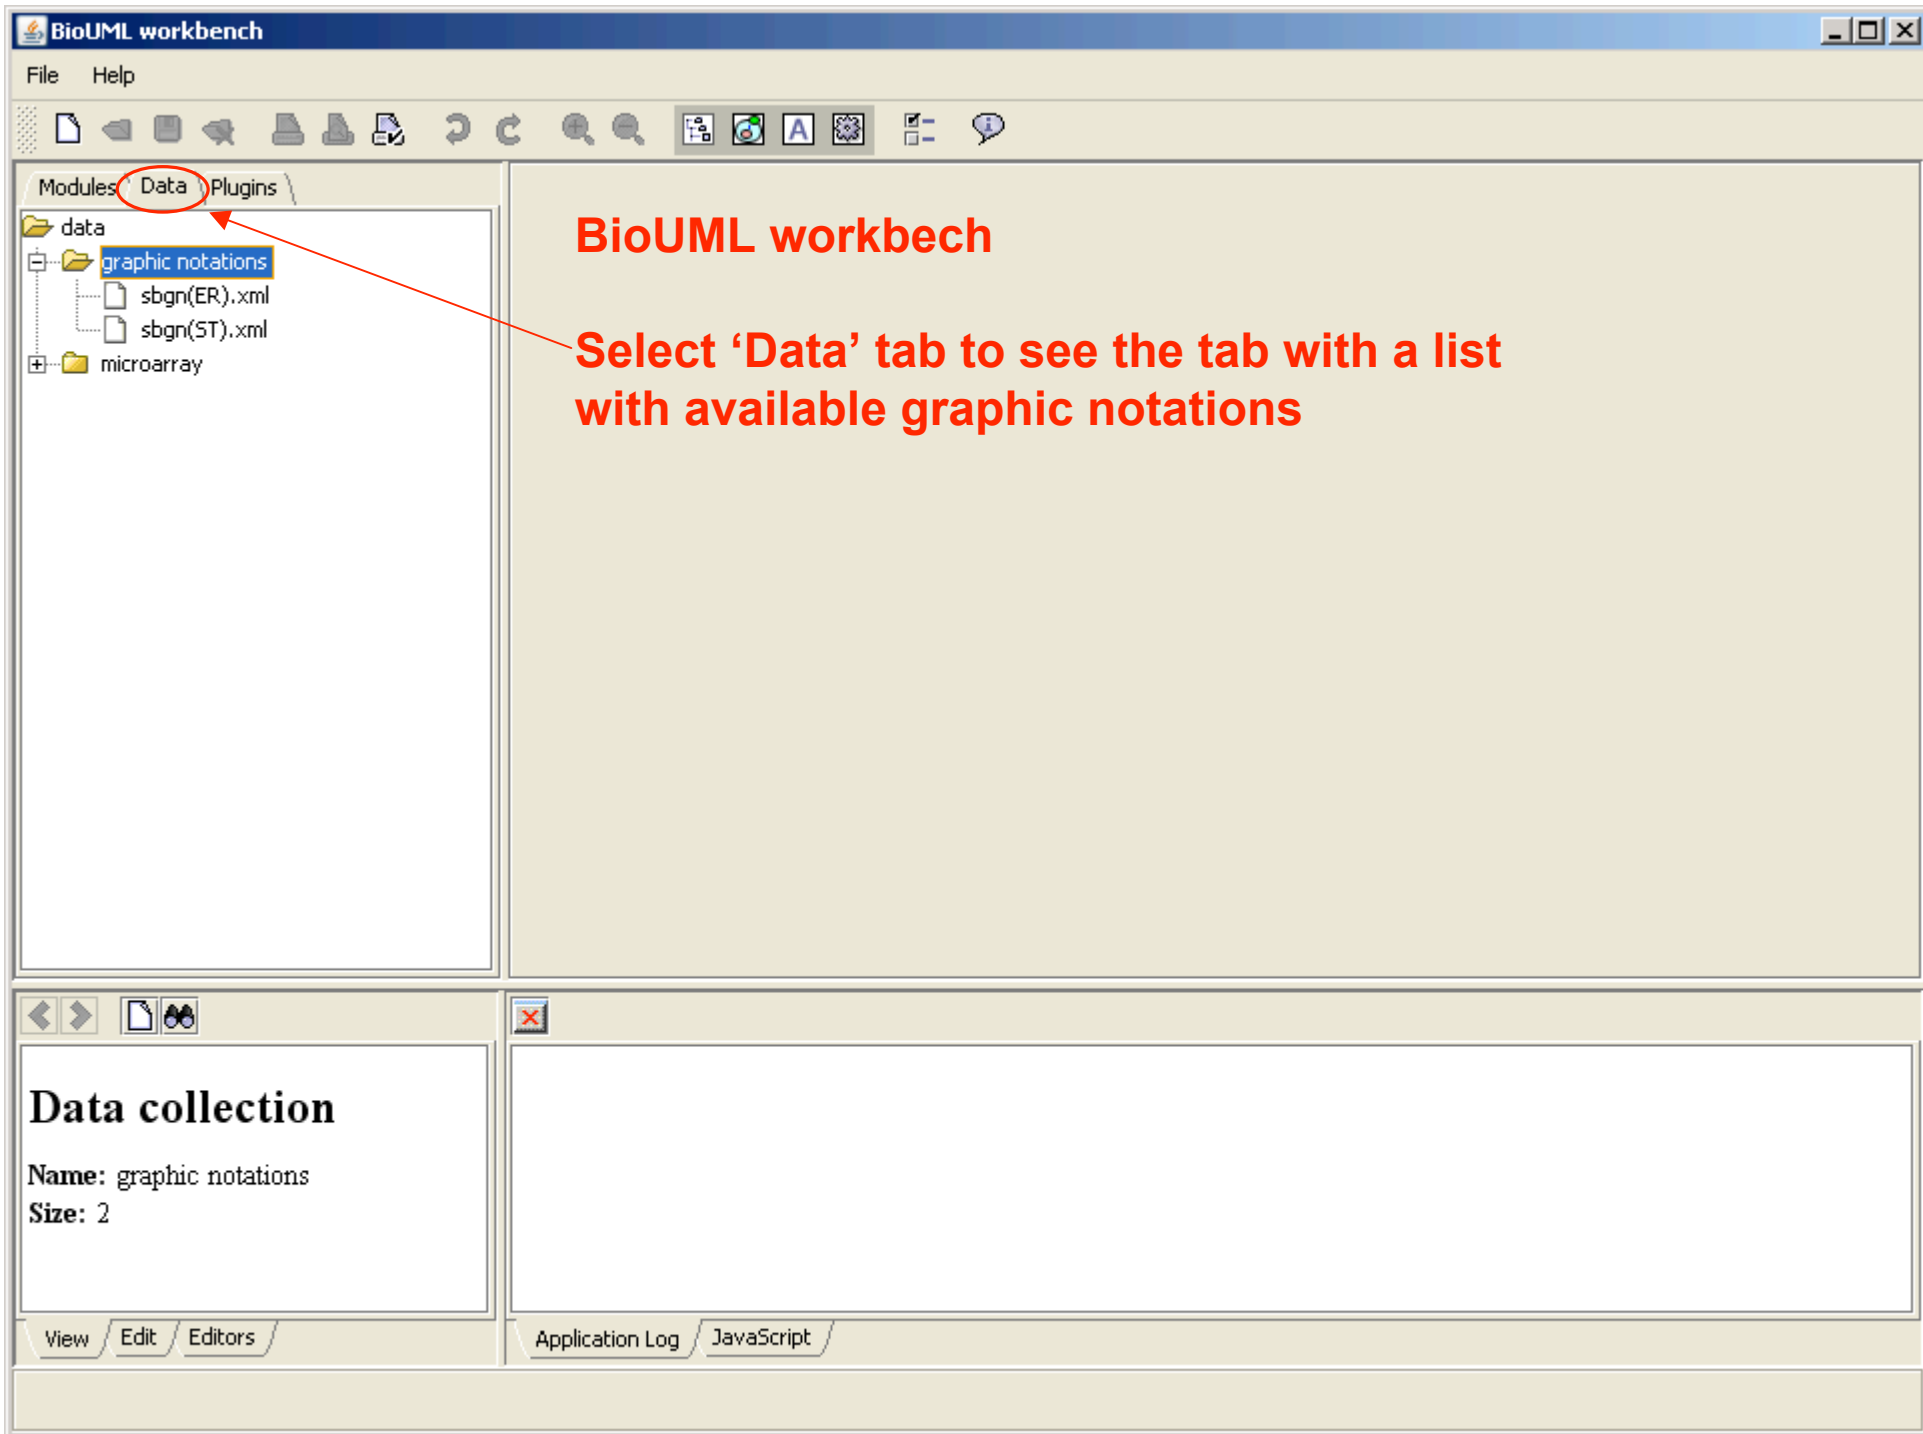 BioUML workbench
File Help
Modules Data Plugins
data
graphic notations
sbgn(ER).xml
sbgn(ST).xml
microarray
BioUML workbech
Select ‘Data’ tab to see the tab with a list
with available graphic notations
Data collection
Name: graphic notations
Size: 2
View Edit Editors
Application Log JavaScript